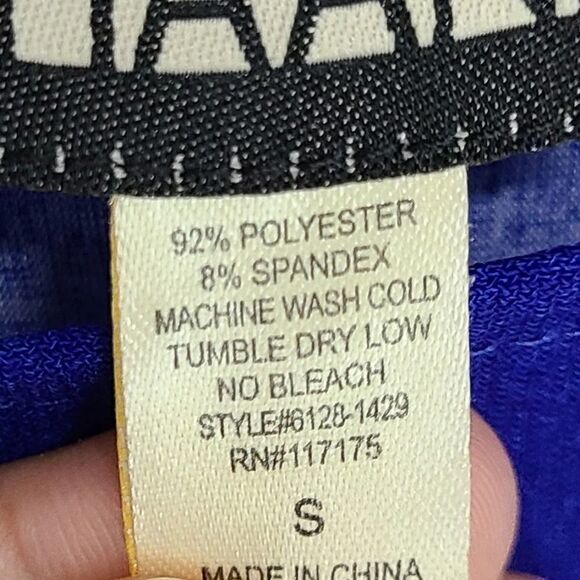 92% POLYESTER
8% SPANDEX
MACHINE WASH COLD
TUMBLE DRY LOW
NO BLEACH
STYLE#6128-1429
RN#117175
S
MADE IN CHINA